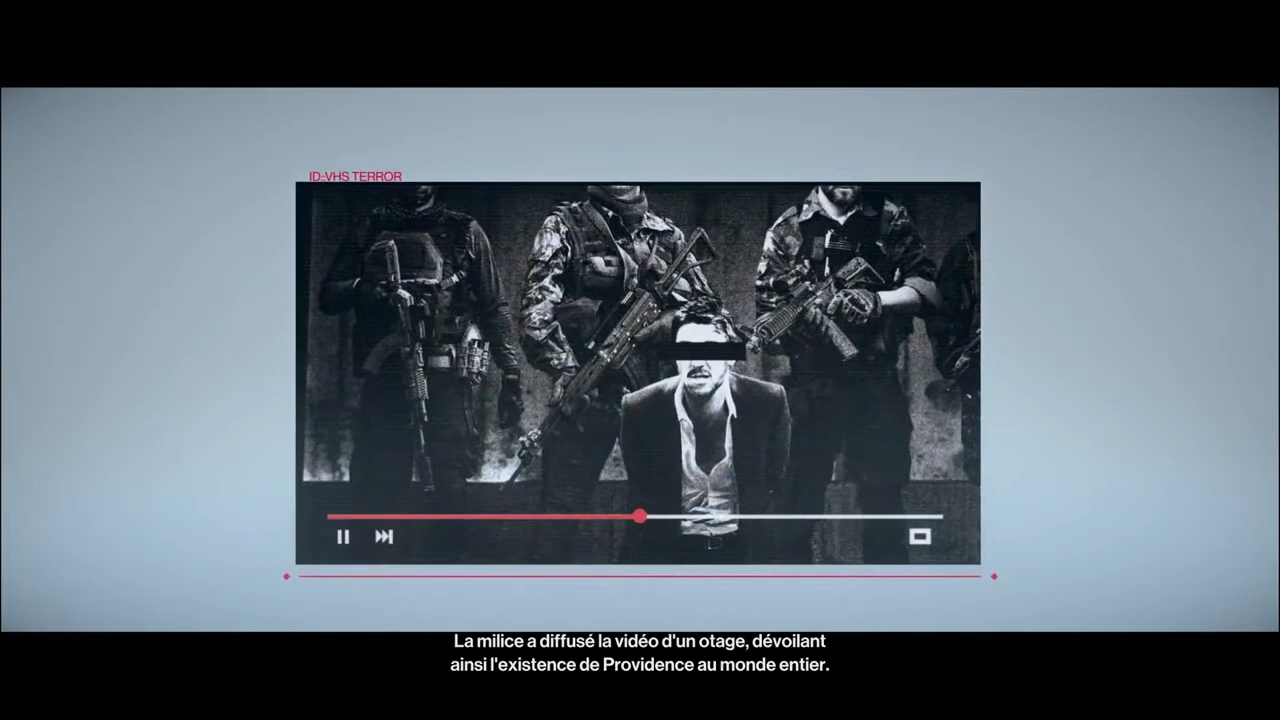 ID::VHS TERROR
La milice a diffusé la vidéo d'un otage, dévoilant
ainsi l'existence de Providence au monde entier.